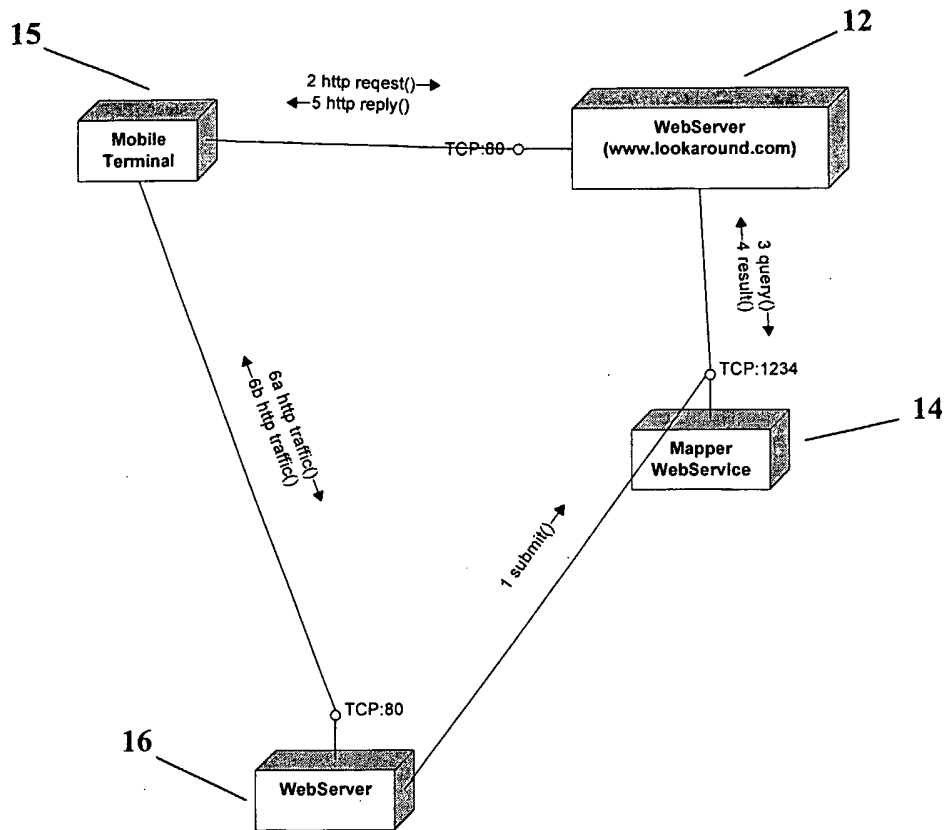 15
12
2 http reqest()→
←5 http reply()
Mobile
Terminal
TCP:80
WebServer
(www.lookaround.com)
3 query()→
←4 result()
TCP:1234
14
Mapper
WebService
6a http traffic()→
←6b http traffic()
1 submit()→
TCP:80
16
WebServer